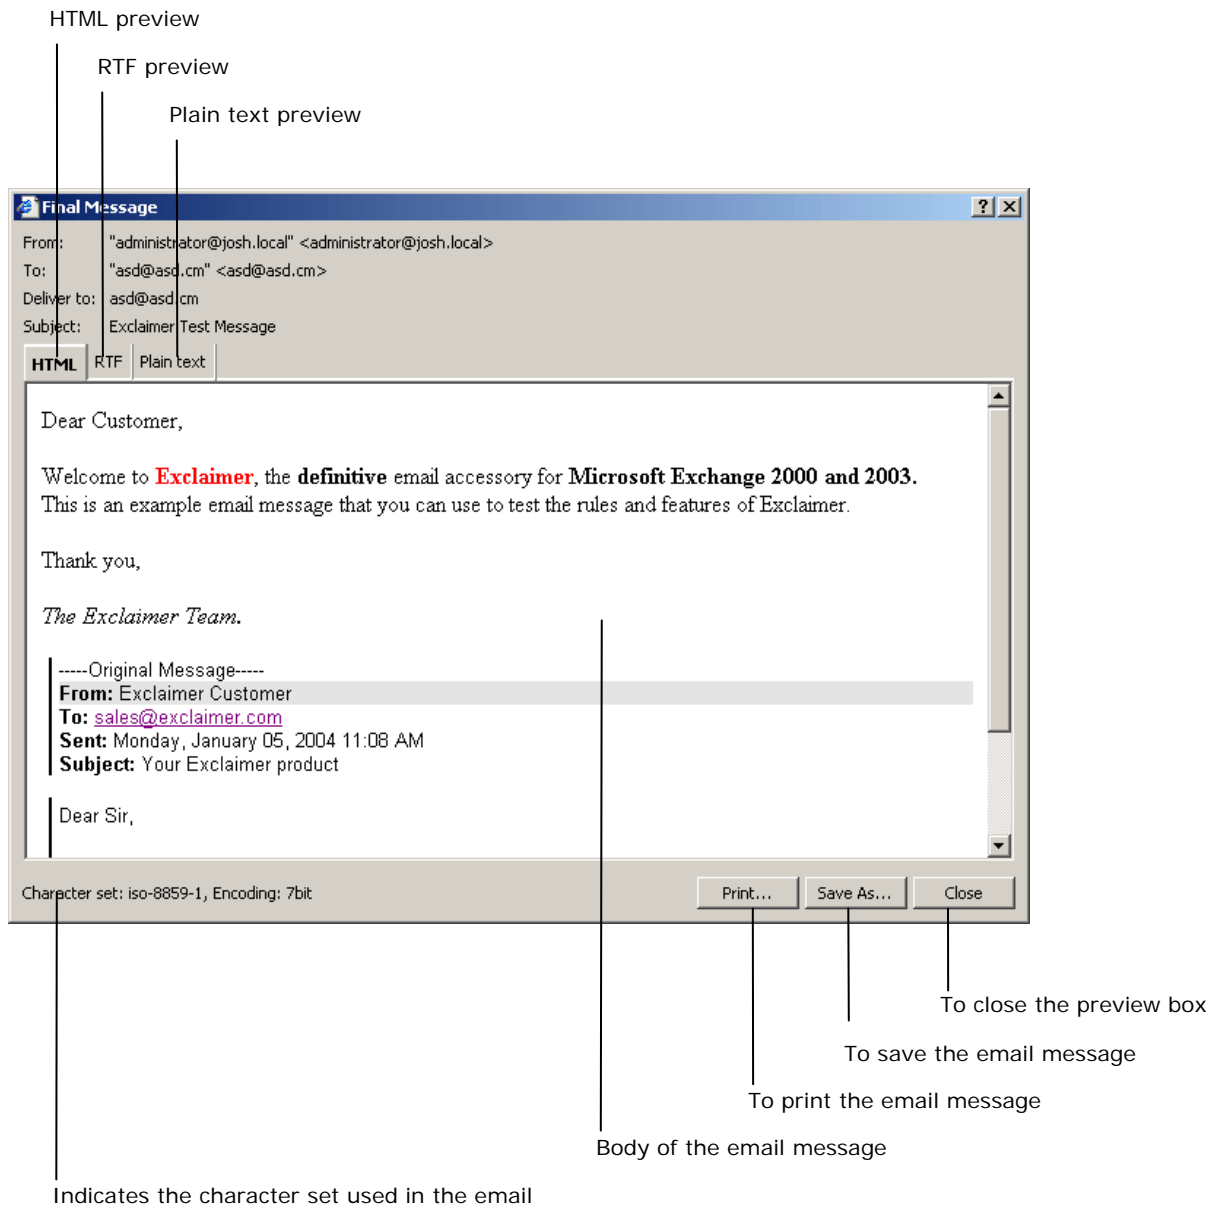 HTML preview
RTF preview
Plain text preview
Final Message
From: "administrator@josh.local" <administrator@josh.local>
To: "asd@asd.cm" <asd@asd.cm>
Deliver to: asd@asd.cm
Subject: Exclaimer Test Message
HTML RTF Plain text
Dear Customer,
Welcome to Exclaimer, the definitive email accessory for Microsoft Exchange 2000 and 2003.
This is an example email message that you can use to test the rules and features of Exclaimer.
Thank you,
The Exclaimer Team.
-----Original Message-----
From: Exclaimer Customer
To: sales@exclaimer.com
Sent: Monday, January 05, 2004 11:08 AM
Subject: Your Exclaimer product
Dear Sir,
Character set: iso-8859-1, Encoding: 7bit
Print... Save As... Close
To close the preview box
To save the email message
To print the email message
Body of the email message
Indicates the character set used in the email